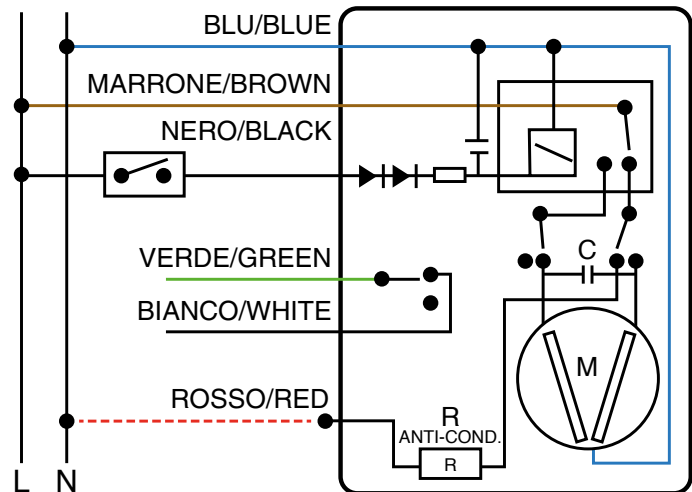 BLU/BLUE
MARRONE/BROWN
NERO/BLACK
VERDE/GREEN
C
BIANCO/WHITE
M
ROSSO/RED
R
ANTI-COND.
R
L N